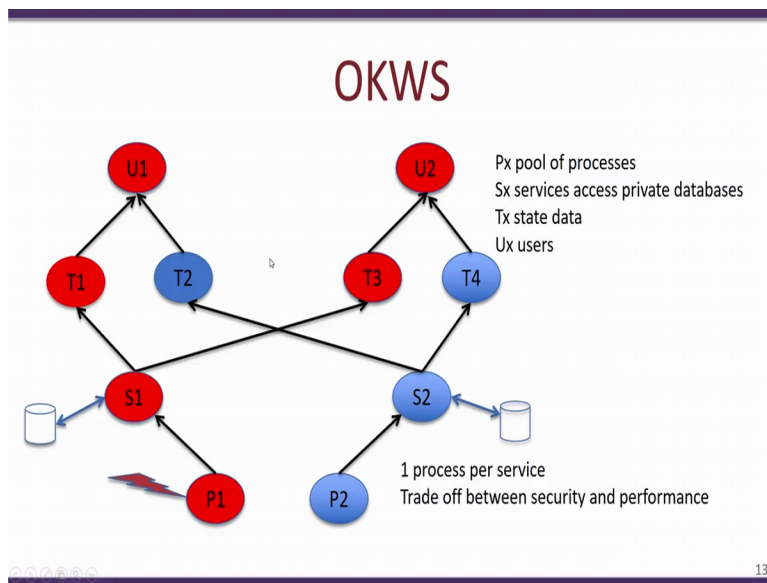 OKWS
U1
U2
Px pool of processes
Sx services access private databases
Tx state data
Ux users
T1
T2
T3
T4
S1
S2
1 process per service
Trade off between security and performance
P1
P2
13